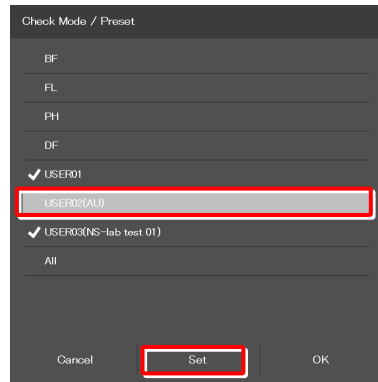 Check Mode / Preset
BF
FL
PH
DF
USER01
USER02(AU)
USER03(NS-lab test 01)
All
Cancel Set OK